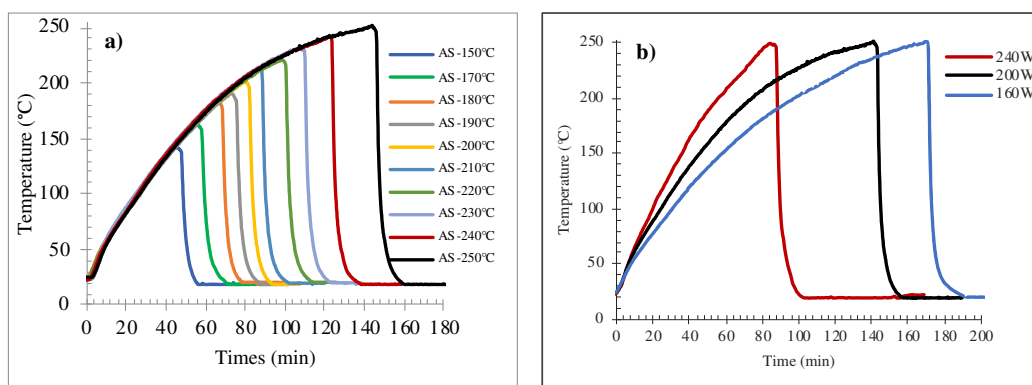 a)
250
200
150
100
50
0
Temperature (℃)
0 20 40 60 80 100 120 140 160 180
Times (min)
AS-150℃
AS-170℃
AS-180℃
AS-190℃
AS-200℃
AS-210℃
AS-220℃
AS-230℃
AS-240℃
AS-250℃
b)
250
200
150
100
50
0
Temperature (℃)
0 20 40 60 80 100 120 140 160 180 200
Time (min)
240W
200W
160W